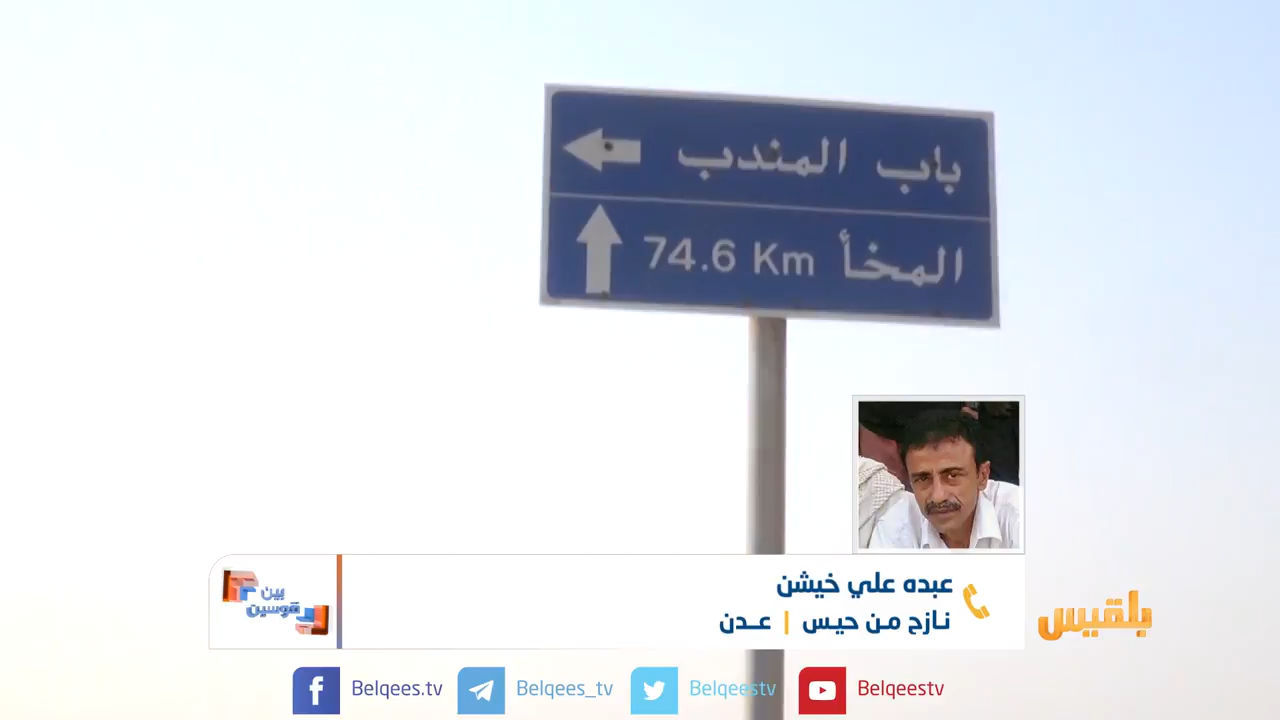 باب المندب
المخأ 74.6 Km
عبده علي خيشن
نازح من حيس | عدن
بين قوسين
بلقيس
Belqees.tv
Belqees_tv
Belqeestv
Belqeestv